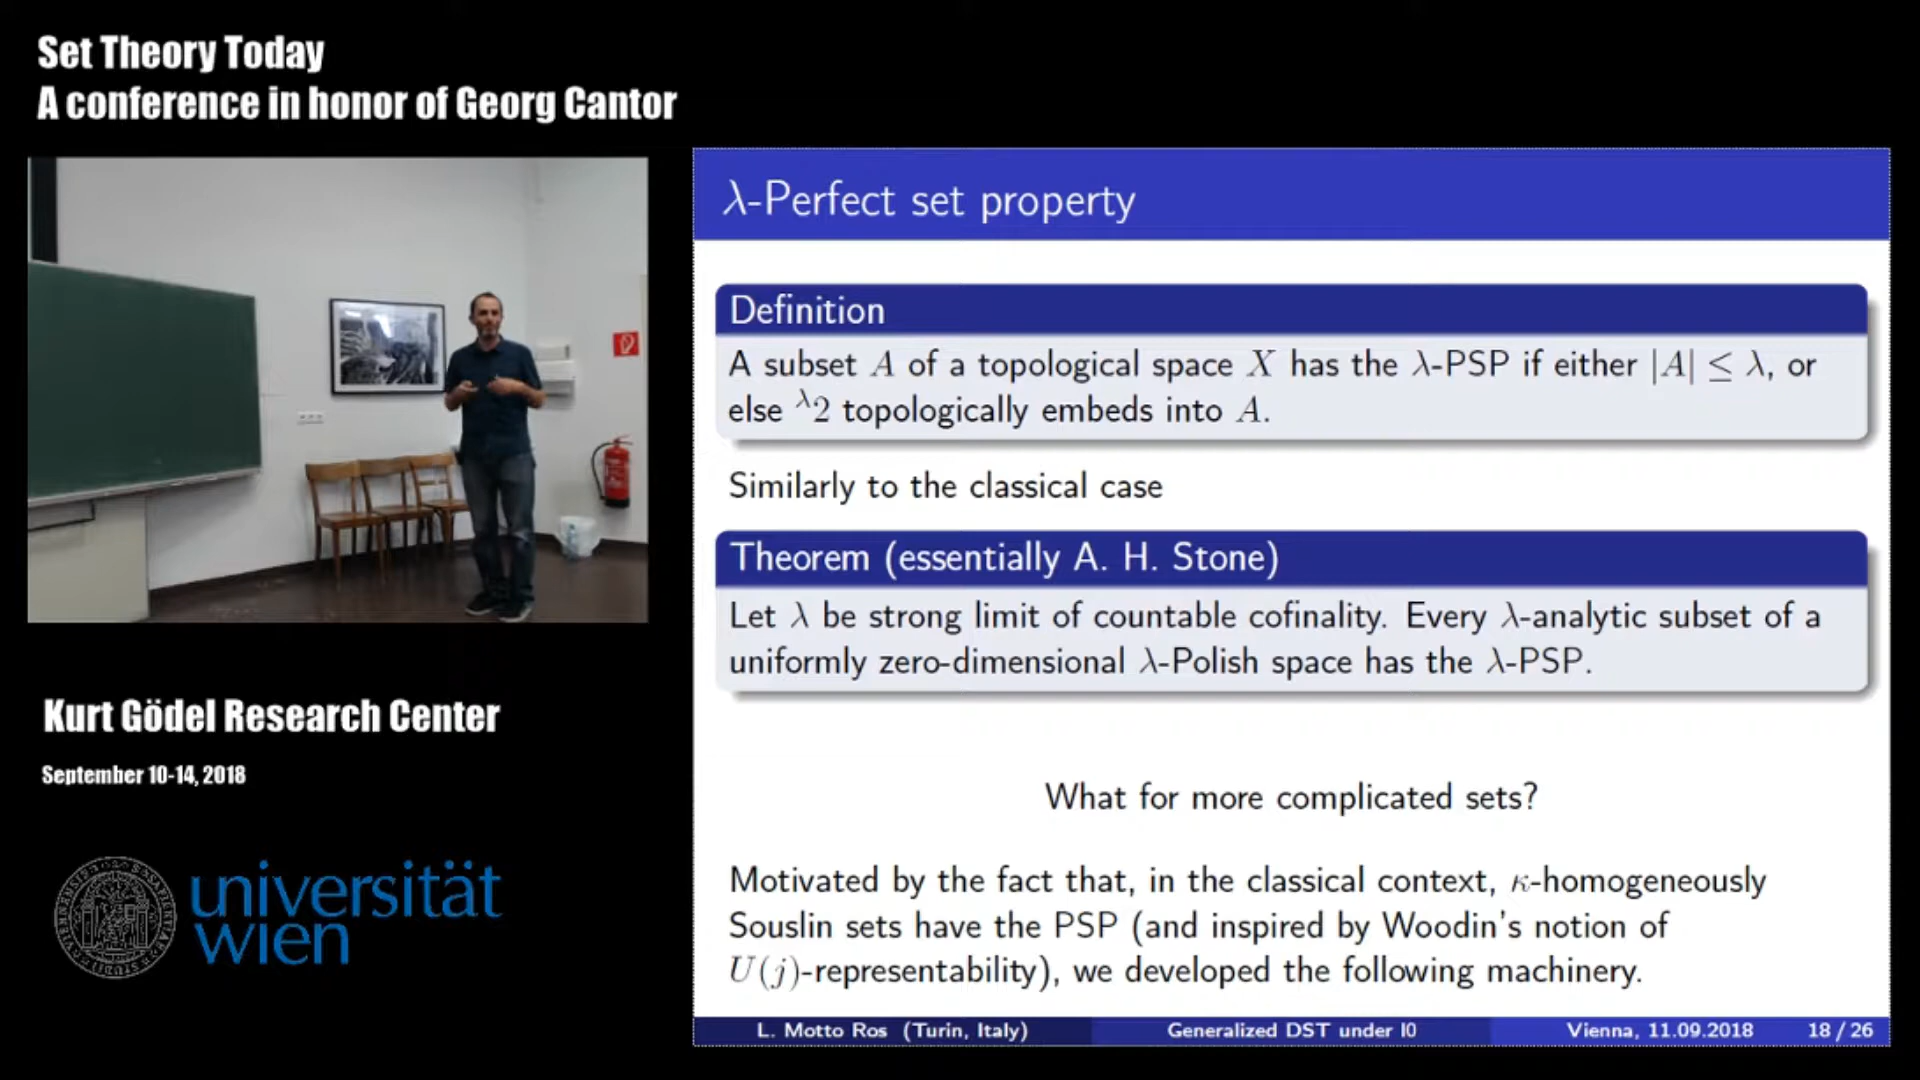 Set Theory Today
A conference in honor of Georg Cantor
λ-Perfect set property
Definition
A subset A of a topological space X has the λ-PSP if either |A| ≤ λ, or
else ᵏ2 topologically embeds into A.
Similarly to the classical case
Theorem (essentially A. H. Stone)
Let λ be strong limit of countable cofinality. Every λ-analytic subset of a
uniformly zero-dimensional λ-Polish space has the λ-PSP.
What for more complicated sets?
Motivated by the fact that, in the classical context, κ-homogeneously
Souslin sets have the PSP (and inspired by Woodin's notion of
U(j)-representability), we developed the following machinery.
L. Motto Ros (Turin, Italy) Generalized DST under I0 Vienna, 11.09.2018 18 / 26
Kurt Gödel Research Center
September 10-14, 2018
universität
wien